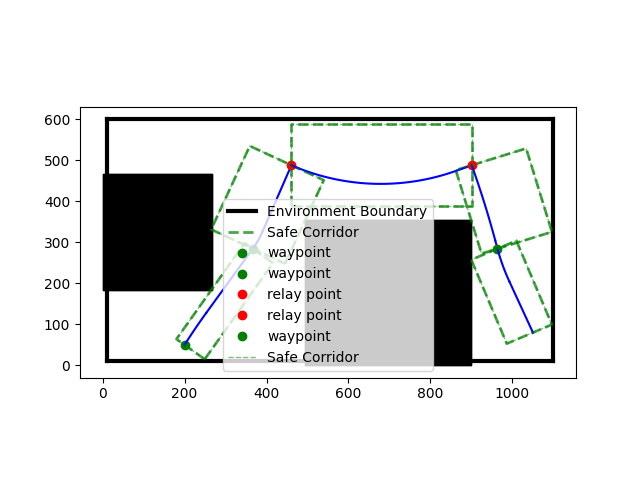 600
500
400
300
200
100
0
Environment Boundary
Safe Corridor
waypoint
waypoint
relay point
relay point
waypoint
Safe Corridor
0
200
400
600
800
1000